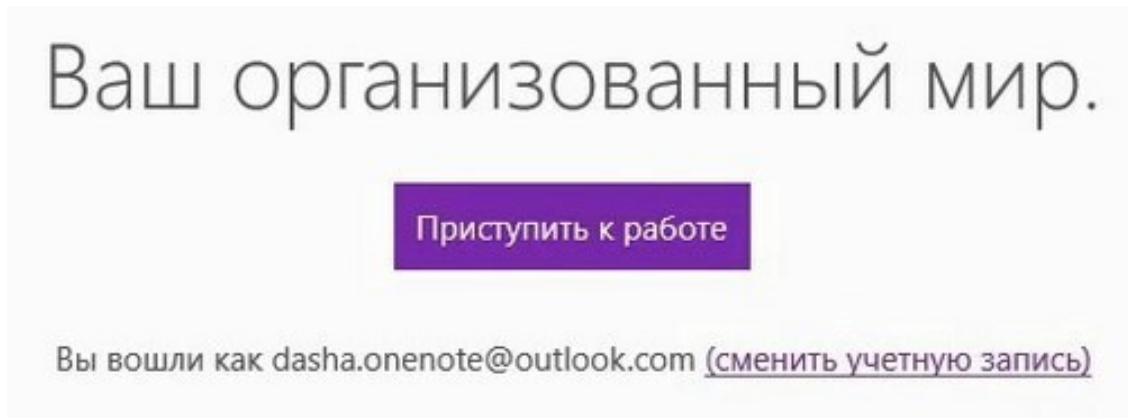 Ваш организованный мир.
Приступить к работе
Вы вошли как dasha.onenote@outlook.com (сменить учетную запись)